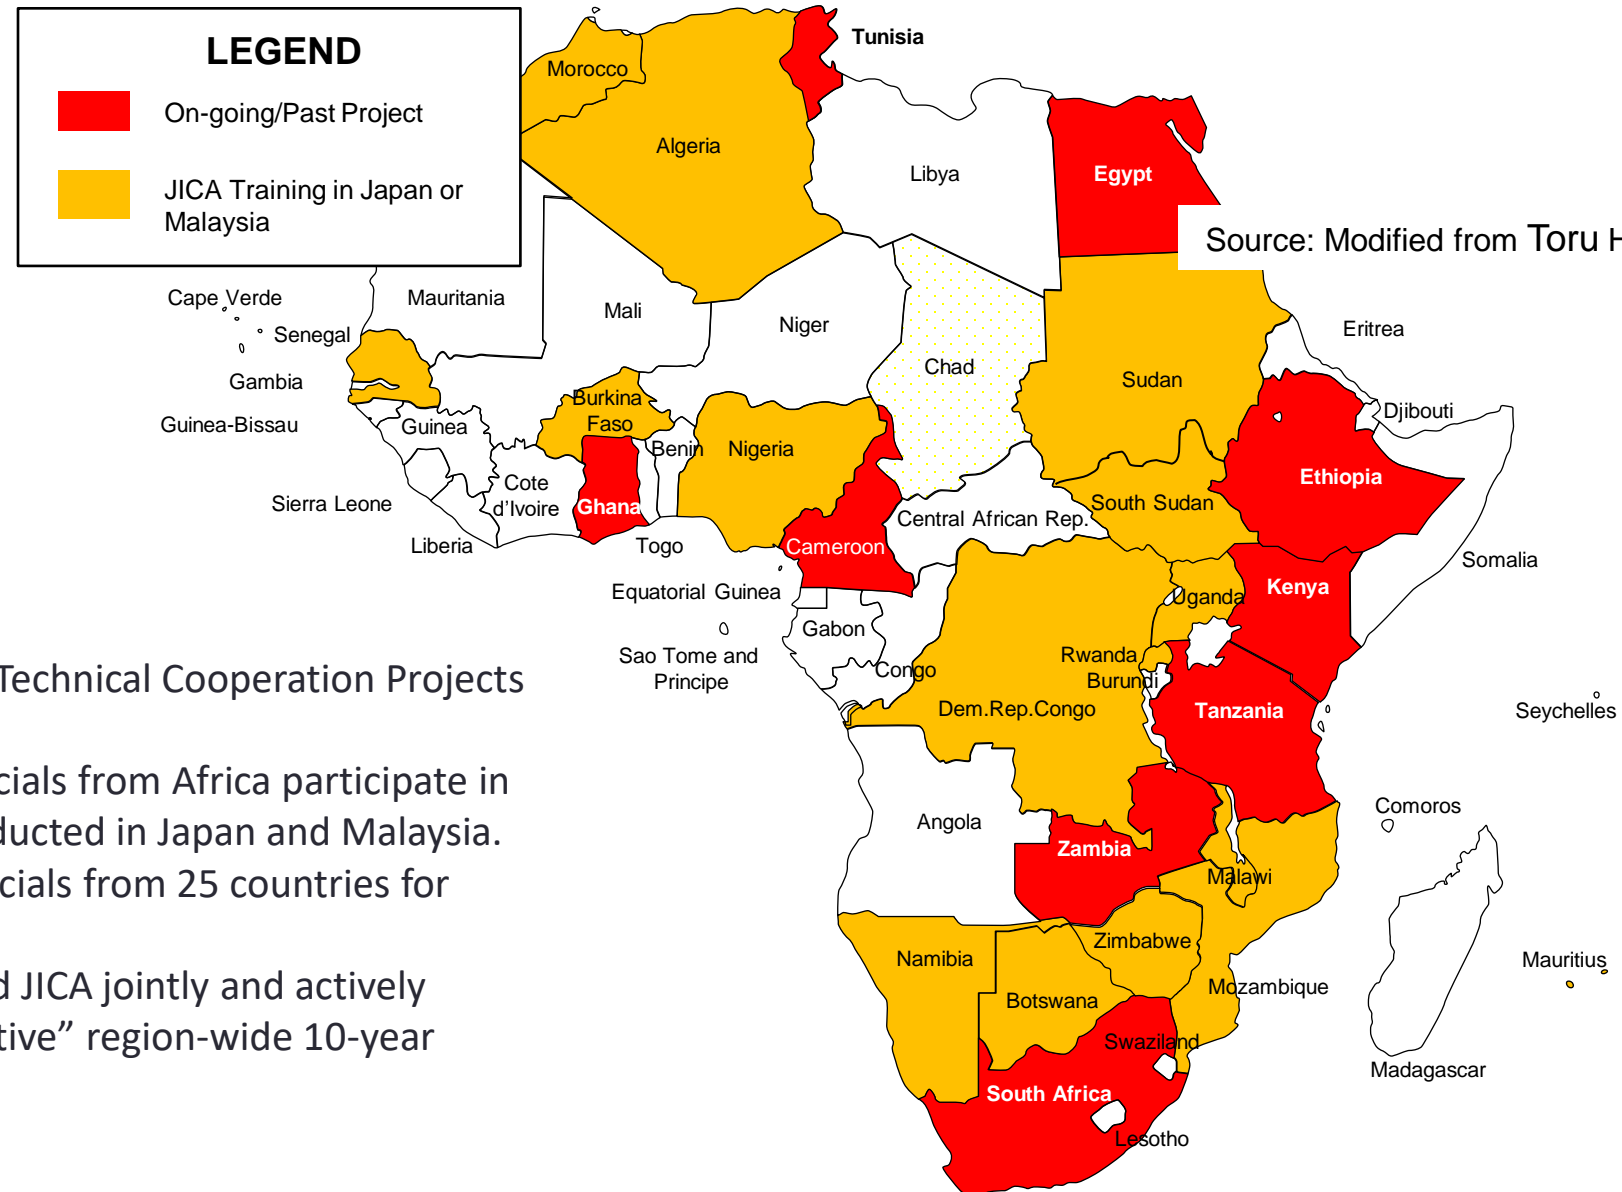 LEGEND
On-going/Past Project
JICA Training in Japan or
Malaysia
Tunisia
Morocco
Algeria
Libya
Egypt
Source: Modified from Toru H
Cape Verde
Mauritania
Mali
Niger
Senegal
Eritrea
Chad
Sudan
Gambia
Burkina
Faso
Djibouti
Guinea-Bissau
Guinea
Benin
Nigeria
Ethiopia
Sierra Leone
Cote
d'Ivoire
Ghana
South Sudan
Central African Rep.
Liberia
Togo
Cameroon
Somalia
Equatorial Guinea
Uganda
Kenya
Gabon
Sao Tome and
Principe
Congo
Rwanda
Burundi
Technical Cooperation Projects
Dem.Rep.Congo
Tanzania
Seychelles
cials from Africa participate in
ducted in Japan and Malaysia.
cials from 25 countries for
Angola
Comoros
Zambia
Malawi
Namibia
Zimbabwe
Mauritius
d JICA jointly and actively
tive” region-wide 10-year
Botswana
Mozambique
Swaziland
Madagascar
South Africa
Lesotho